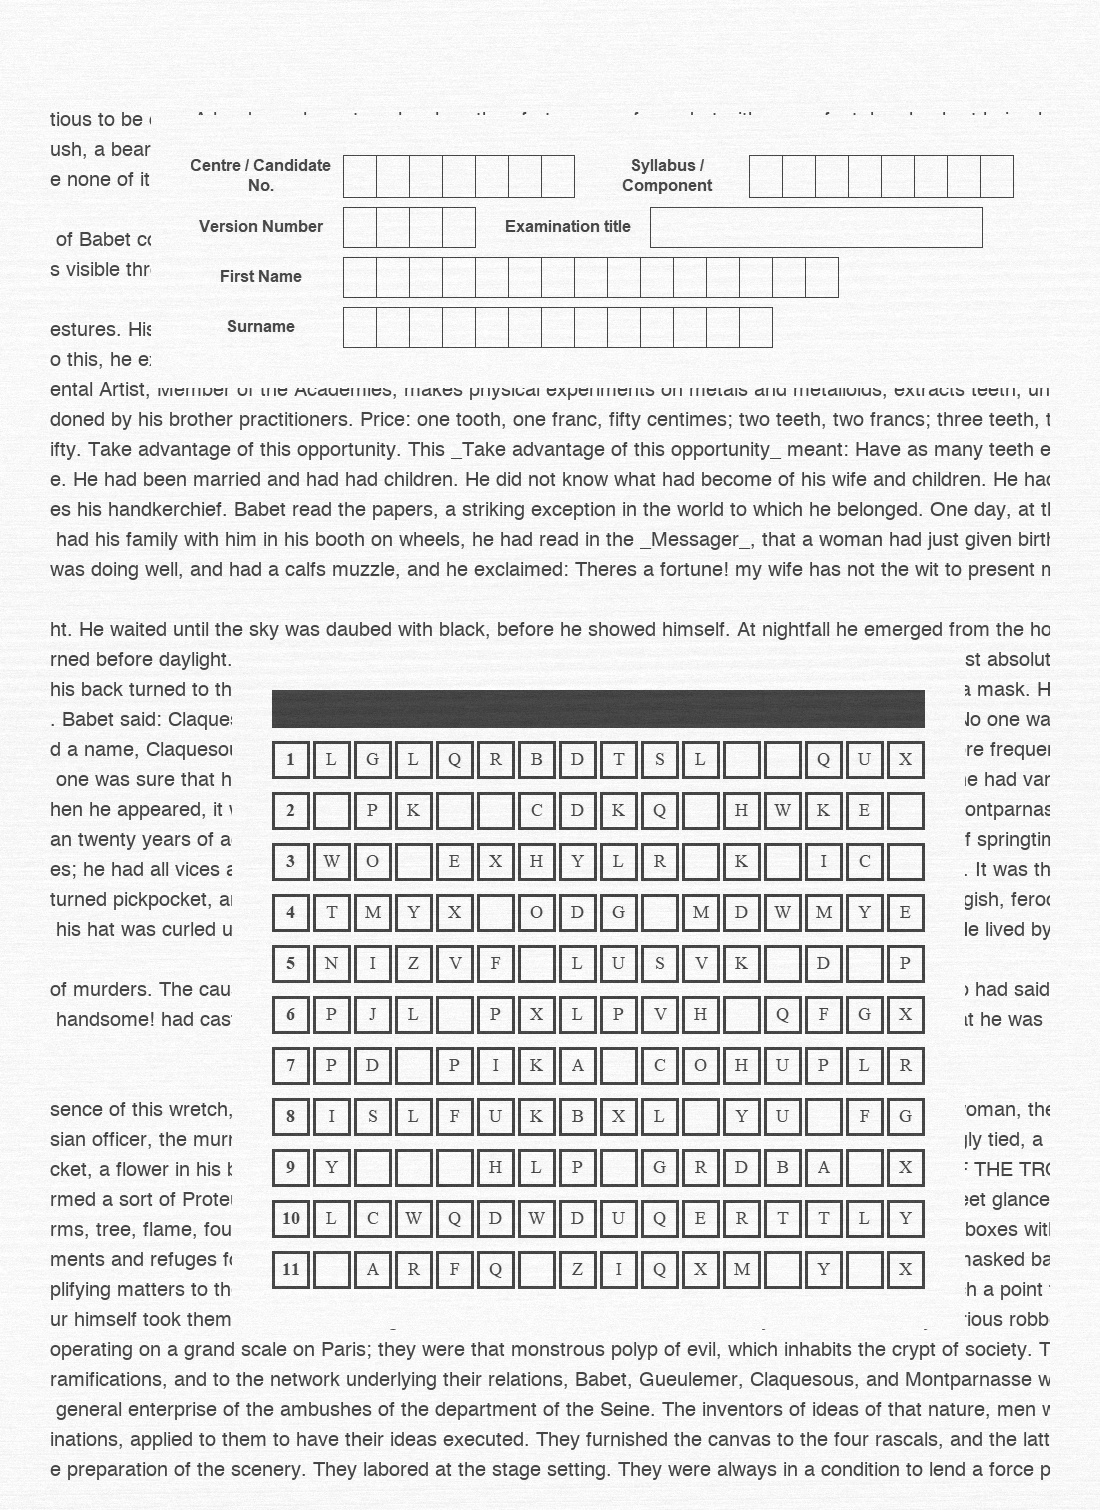 tious to be
ush, a bear
e none of it
of Babet co
s visible thr
estures. His
o this, he e
Centre / Candidate No.
Syllabus / Component
Version Number
Examination title
First Name
Surname
ental Artist, Member of the Academies, makes physical experiments on metals and metalloids, extracts teeth, un
doned by his brother practitioners. Price: one tooth, one franc, fifty centimes; two teeth, two francs; three teeth, t
ifty. Take advantage of this opportunity. This _Take advantage of this opportunity_ meant: Have as many teeth e
e. He had been married and had had children. He did not know what had become of his wife and children. He had
es his handkerchief. Babet read the papers, a striking exception in the world to which he belonged. One day, at th
had his family with him in his booth on wheels, he had read in the _Messager_, that a woman had just given birth
was doing well, and had a calfs muzzle, and he exclaimed: Theres a fortune! my wife has not the wit to present m
ht. He waited until the sky was daubed with black, before he showed himself. At nightfall he emerged from the ho
rned before daylight. st absolut
his back turned to th a mask. H
. Babet said: Claques No one wa
d a name, Claquesou re frequen
one was sure that h he had van
hen he appeared, it w ontparnas
an twenty years of a f springtim
es; he had all vices a . It was th
turned pickpocket, a gish, feroc
his hat was curled u He lived by
of murders. The cau had said
handsome! had cas at he was
sence of this wretch, roman, the
sian officer, the murr gly tied, a
cket, a flower in his b F THE TRO
rmed a sort of Proteu eet glance
rms, tree, flame, fou boxes with
ments and refuges fo masked ba
plifying matters to th h a point
ur himself took them rious robb
1 L G L Q R B D T S L Q U X
2 P K C D K Q H W K E
3 W O E X H Y L R K I C
4 T M Y X O D G M D W M Y E
5 N I Z V F L U S V K D P
6 P J L P X L P V H Q F G X
7 P D P I K A C O H U P L R
8 I S L F U K B X L Y U F G
9 Y H L P G R D B A X
10 L C W Q D W D U Q E R T T L Y
11 A R F Q Z I Q X M Y X
operating on a grand scale on Paris; they were that monstrous polyp of evil, which inhabits the crypt of society. T
ramifications, and to the network underlying their relations, Babet, Gueulemer, Claquesous, and Montparnasse w
general enterprise of the ambushes of the department of the Seine. The inventors of ideas of that nature, men w
inations, applied to them to have their ideas executed. They furnished the canvas to the four rascals, and the latt
e preparation of the scenery. They labored at the stage setting. They were always in a condition to lend a force p